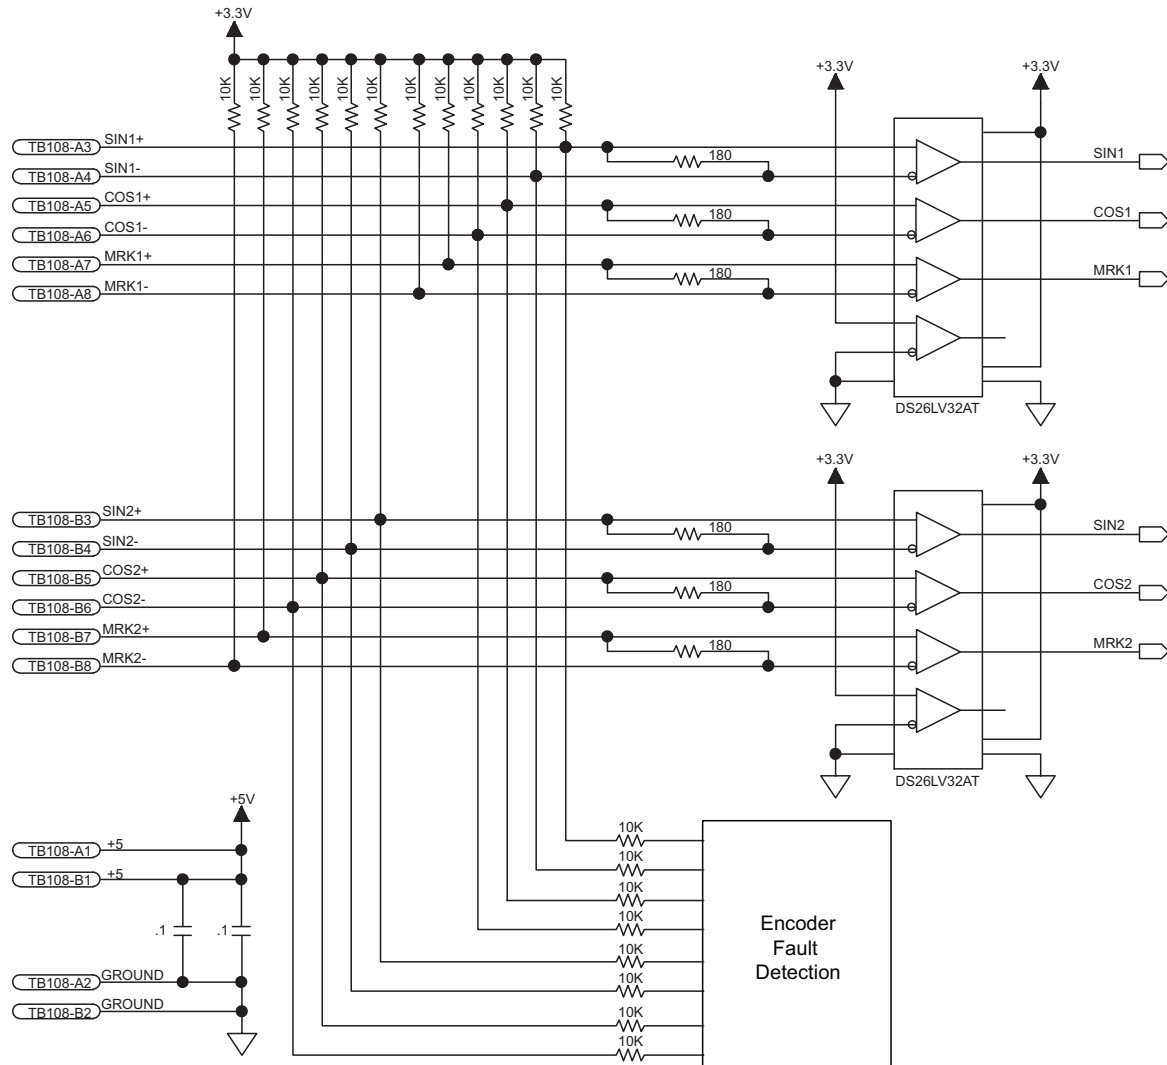 +3.3V
10K 10K 10K 10K 10K 10K 10K 10K 10K 10K 10K 10K
+3.3V +3.3V
TB108-A3 SIN1+ 180 SIN1
TB108-A4 SIN1-
TB108-A5 COS1+ 180 COS1
TB108-A6 COS1-
TB108-A7 MRK1+ 180 MRK1
TB108-A8 MRK1-
DS26LV32AT
+3.3V +3.3V
TB108-B3 SIN2+ 180 SIN2
TB108-B4 SIN2-
TB108-B5 COS2+ 180 COS2
TB108-B6 COS2-
TB108-B7 MRK2+ 180 MRK2
TB108-B8 MRK2-
DS26LV32AT
+5V
TB108-A1 +5
TB108-B1 +5
.1 .1
TB108-A2 GROUND
TB108-B2 GROUND
10K
10K
10K
10K
10K
10K
10K
10K
Encoder
Fault
Detection